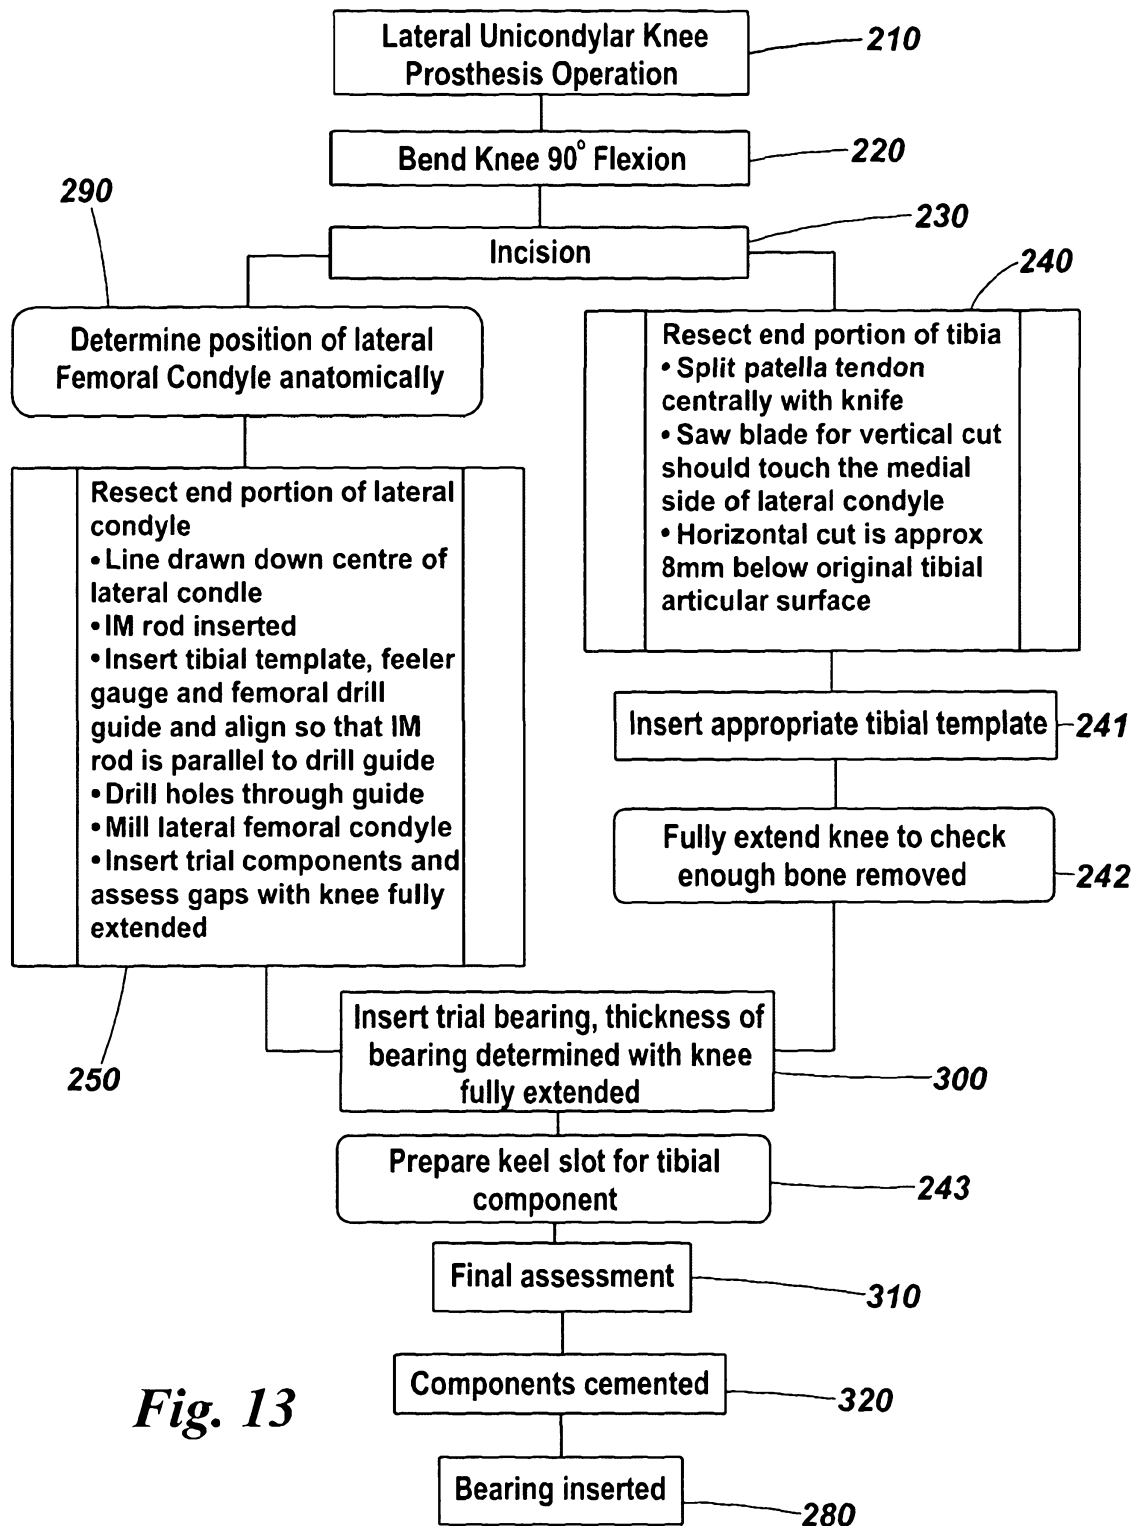 Lateral Unicondylar Knee
Prosthesis Operation
210
Bend Knee 90° Flexion
220
Incision
230
290
Determine position of lateral
Femoral Condyle anatomically
240
Resect end portion of tibia
• Split patella tendon
centrally with knife
• Saw blade for vertical cut
should touch the medial
side of lateral condyle
• Horizontal cut is approx
8mm below original tibial
articular surface
Resect end portion of lateral
condyle
• Line drawn down centre of
lateral condle
• IM rod inserted
• Insert tibial template, feeler
gauge and femoral drill
guide and align so that IM
rod is parallel to drill guide
• Drill holes through guide
• Mill lateral femoral condyle
• Insert trial components and
assess gaps with knee fully
extended
250
Insert appropriate tibial template
241
Fully extend knee to check
enough bone removed
242
Insert trial bearing, thickness of
bearing determined with knee
fully extended
300
Prepare keel slot for tibial
component
243
Final assessment
310
Components cemented
320
Bearing inserted
280
Fig. 13